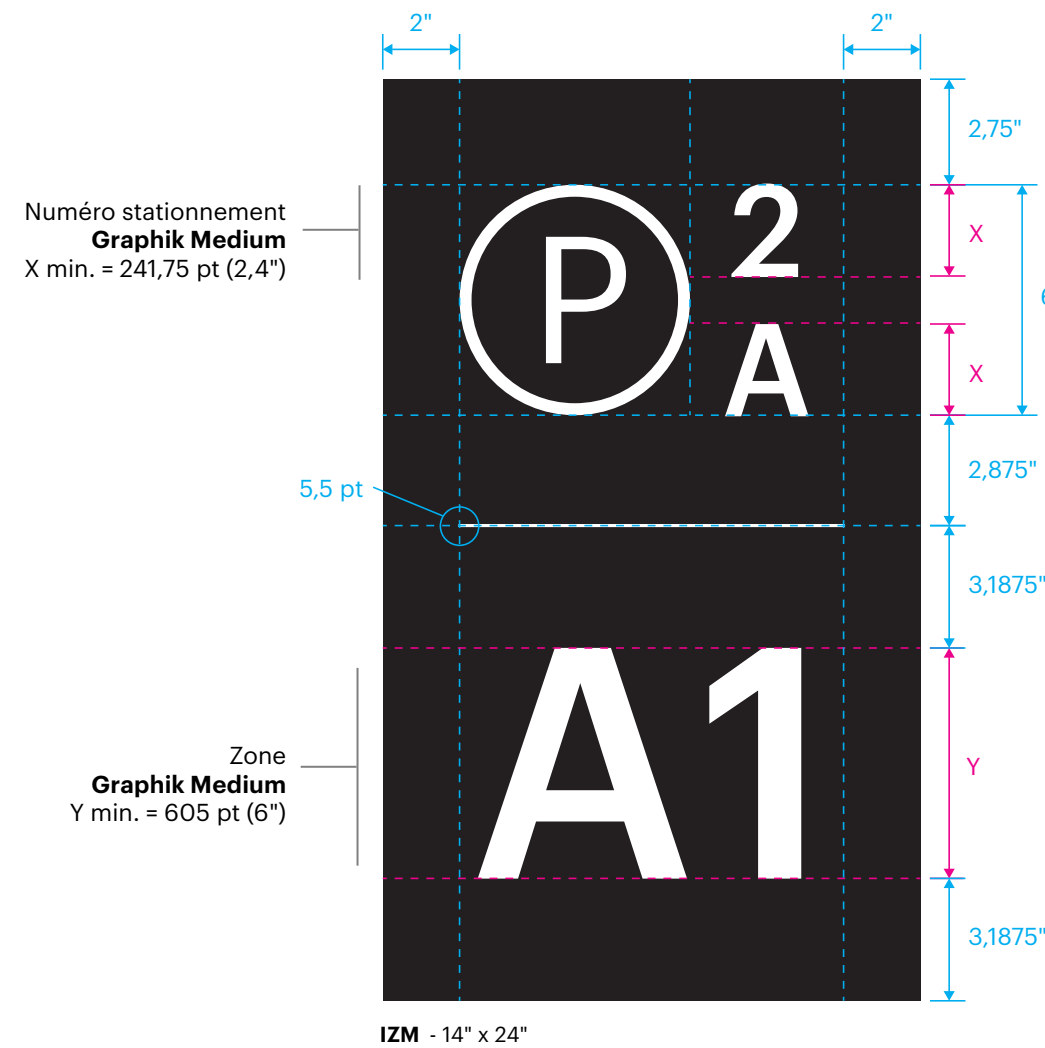 2" 2"
2,75"
Numéro stationnement
Graphik Medium
X min. = 241,75 pt (2,4")
P 2
A
X
X
2,875"
5,5 pt
3,1875"
A1
Zone
Graphik Medium
Y min. = 605 pt (6")
Y
3,1875"
IZM - 14" x 24"